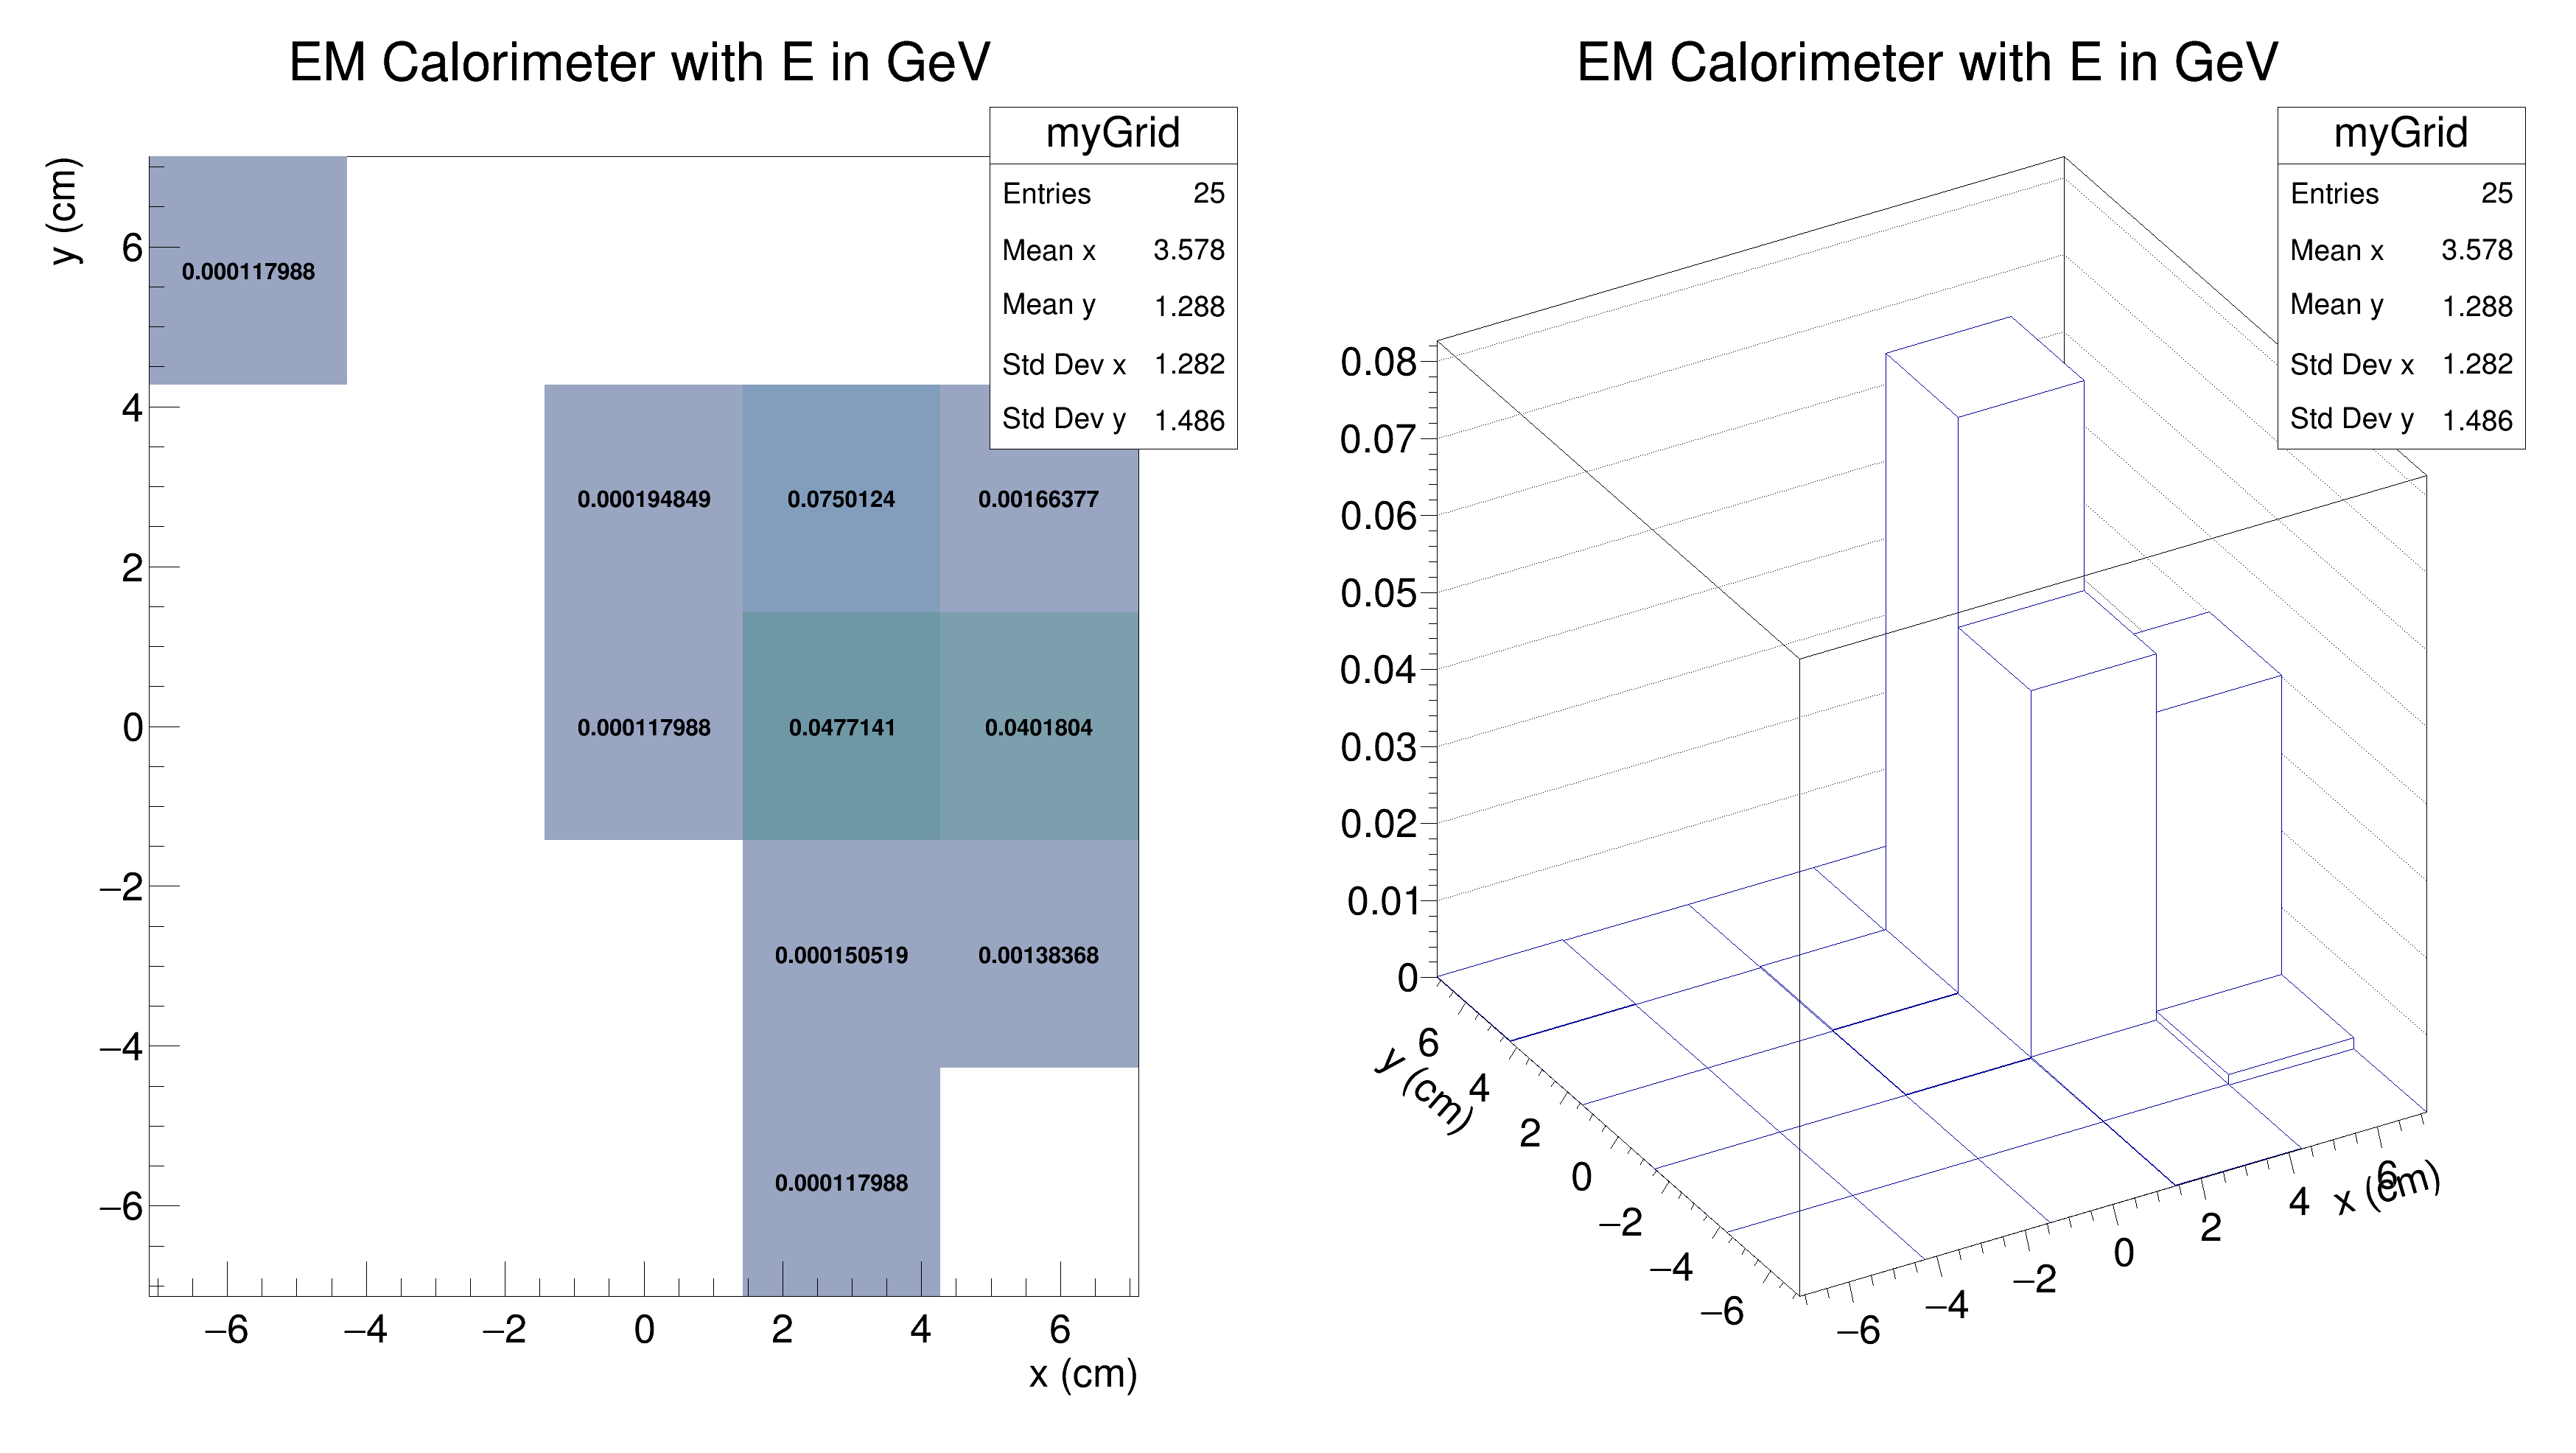 EM Calorimeter with E in GeV
myGrid
Entries 25
Mean x 3.578
Mean y 1.288
Std Dev x 1.282
Std Dev y 1.486
y (cm)
6
4
2
0
−2
−4
−6
0.000117988
0.000194849 0.0750124 0.00166377
0.000117988 0.0477141 0.0401804
0.000150519 0.00138368
0.000117988
−6 −4 −2 0 2 4 6
x (cm)
EM Calorimeter with E in GeV
myGrid
Entries 25
Mean x 3.578
Mean y 1.288
Std Dev x 1.282
Std Dev y 1.486
0.08
0.07
0.06
0.05
0.04
0.03
0.02
0.01
0
6
4
2
0
−2
−4
−6
y (cm)
−6
−4
−2
0
2
4
6
x (cm)